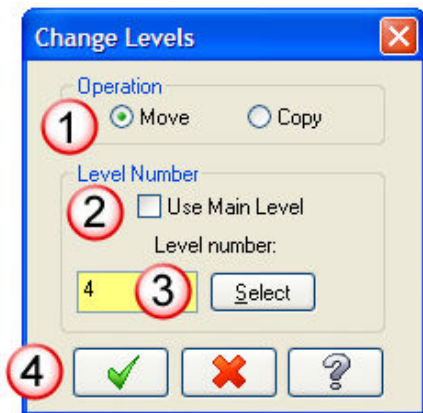 Change Levels
Operation
1 Move Copy
Level Number
2 Use Main Level
Level number:
4 3 Select
4 ?